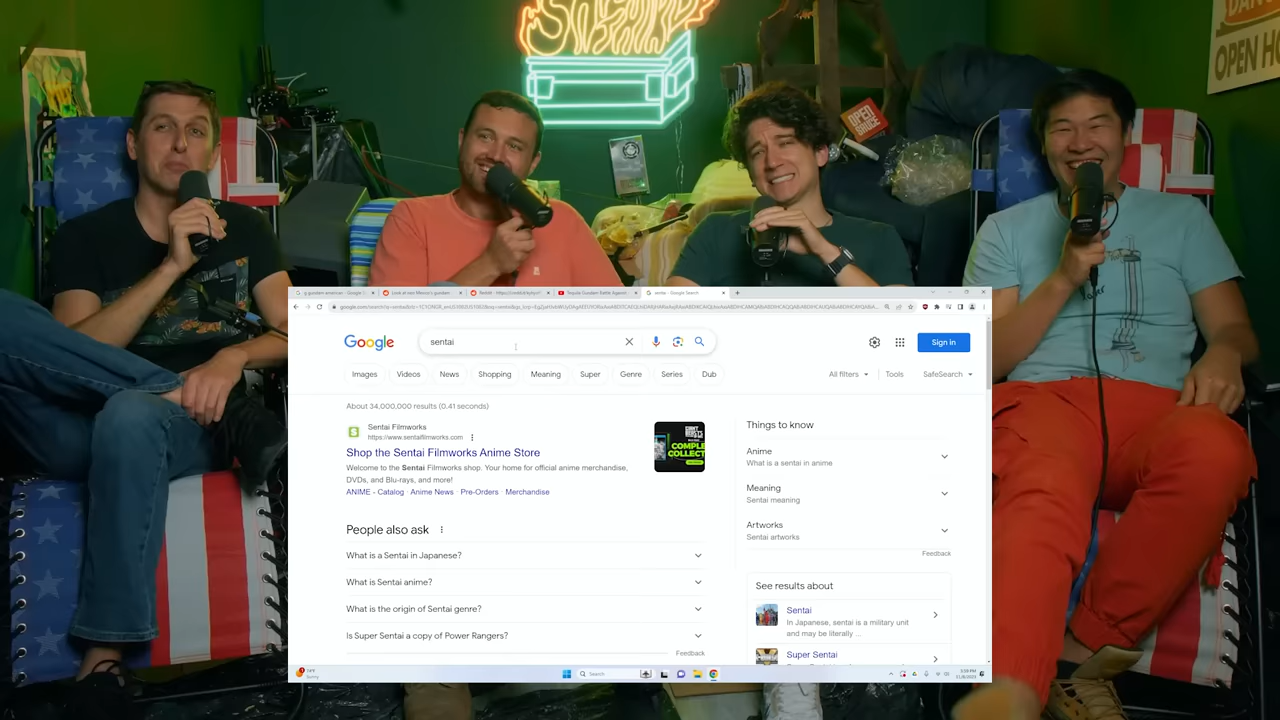 OPEN HO
OPEN
SAUCE
sentai - Google Search
Google
sentai
Sign in
Images
Videos
News
Shopping
Meaning
Super
Genre
Series
Dub
All filters
Tools
SafeSearch
About 34,000,000 results (0.41 seconds)
Sentai Filmworks
https://www.sentaifilmworks.com
Shop the Sentai Filmworks Anime Store
Welcome to the Sentai Filmworks shop. Your home for official anime merchandise,
DVDs, and Blu-rays, and more!
ANIME - Catalog · Anime News · Pre-Orders · Merchandise
People also ask
What is a Sentai in Japanese?
What is Sentai anime?
What is the origin of Sentai genre?
Is Super Sentai a copy of Power Rangers?
Feedback
Things to know
Anime
What is a sentai in anime
Meaning
Sentai meaning
Artworks
Sentai artworks
Feedback
See results about
Sentai
In Japanese, sentai is a military unit
and may be literally ...
Super Sentai
Search